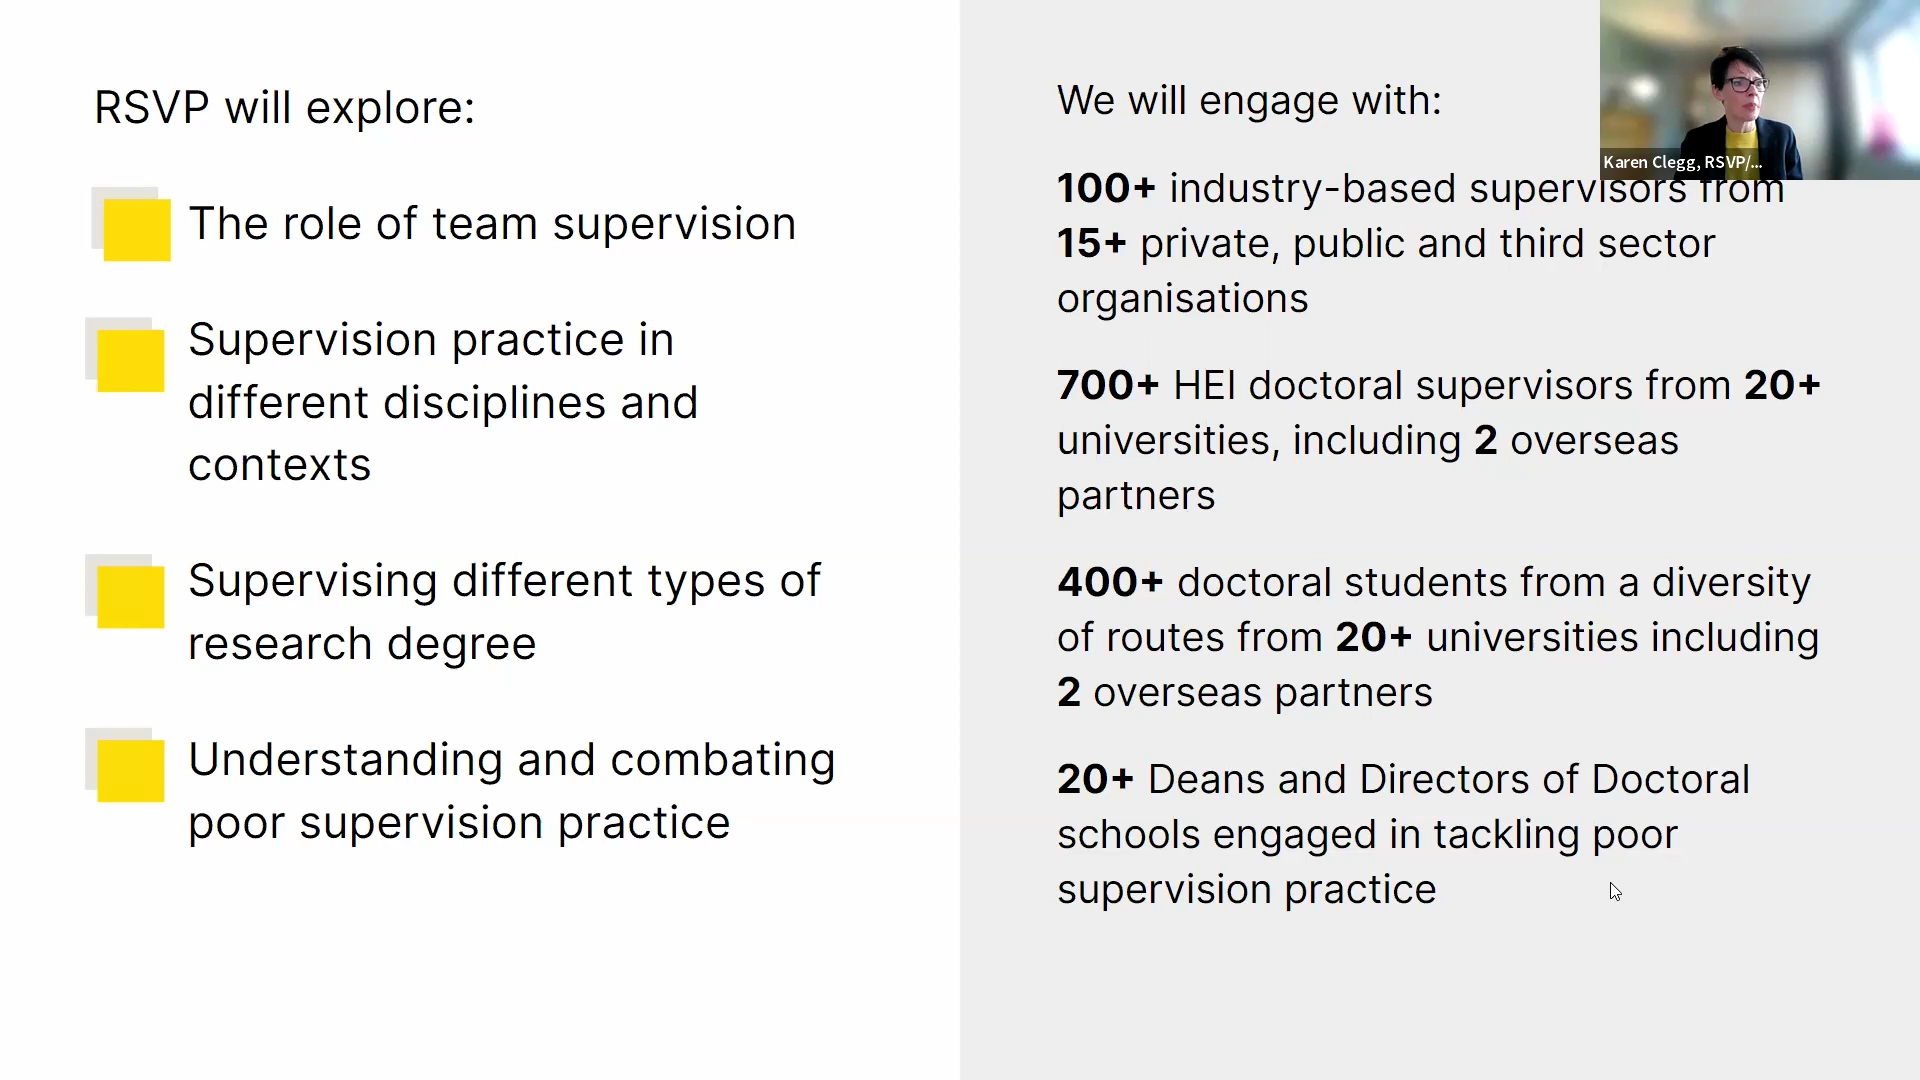 RSVP will explore:
The role of team supervision
Supervision practice in
different disciplines and
contexts
Supervising different types of
research degree
Understanding and combating
poor supervision practice
We will engage with:
100+ industry-based supervisors from
15+ private, public and third sector
organisations
700+ HEI doctoral supervisors from 20+
universities, including 2 overseas
partners
400+ doctoral students from a diversity
of routes from 20+ universities including
2 overseas partners
20+ Deans and Directors of Doctoral
schools engaged in tackling poor
supervision practice
Karen Clegg, RSVP/...